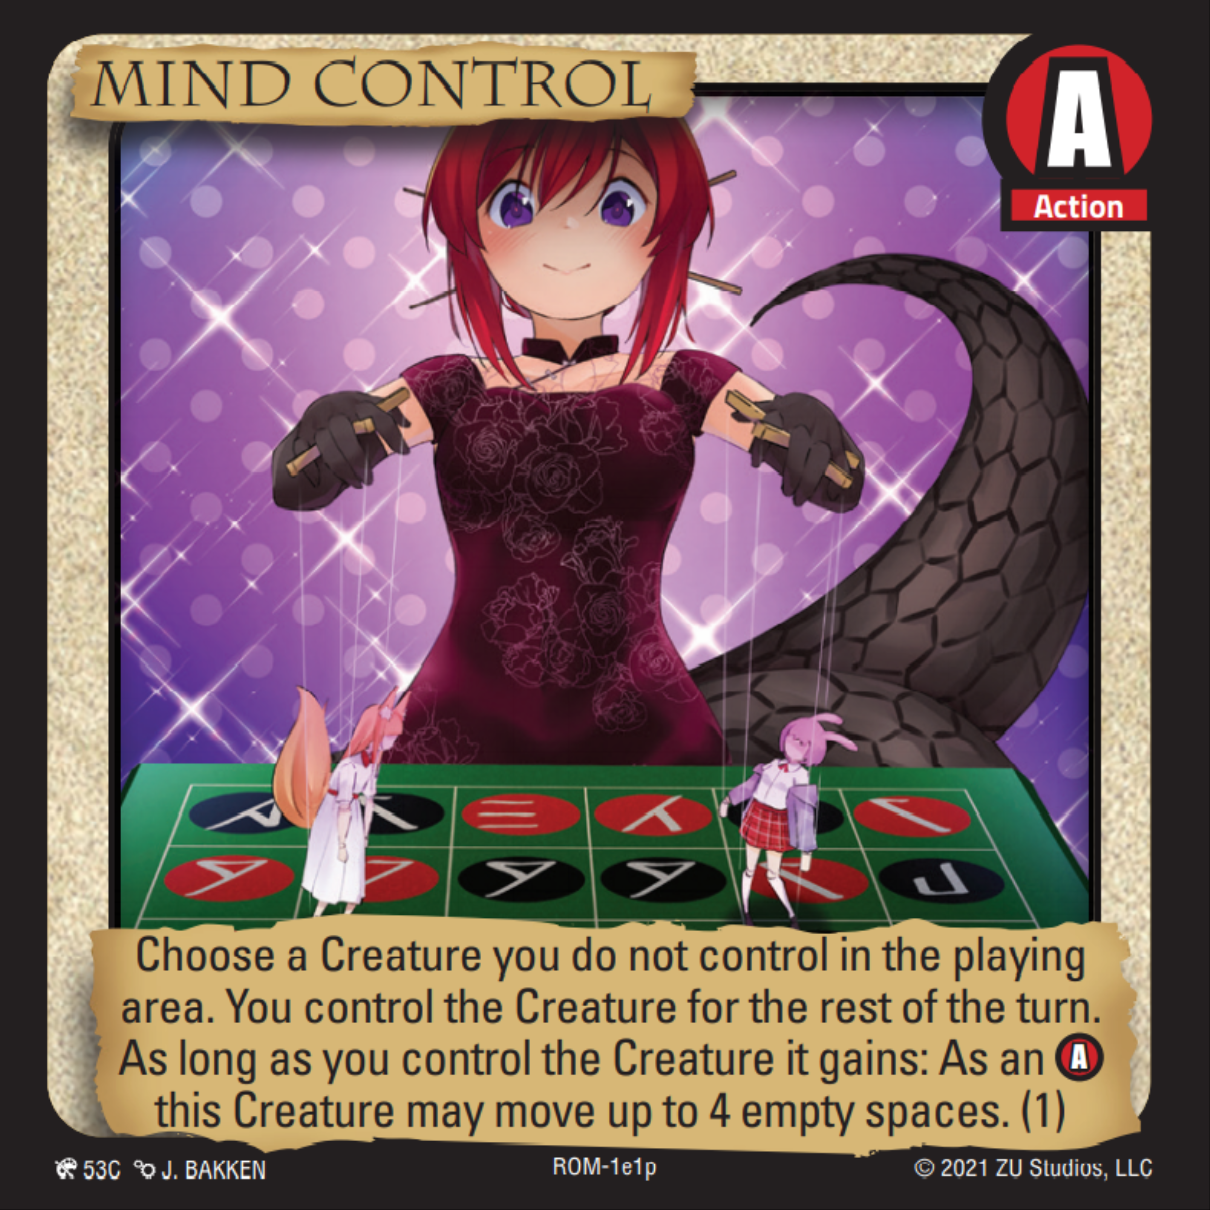 MIND CONTROL
A
Action
Choose a Creature you do not control in the playing
area. You control the Creature for the rest of the turn.
As long as you control the Creature it gains: As an A
this Creature may move up to 4 empty spaces. (1)
53C J. BAKKEN
ROM-1e1p
© 2021 ZU Studios, LLC